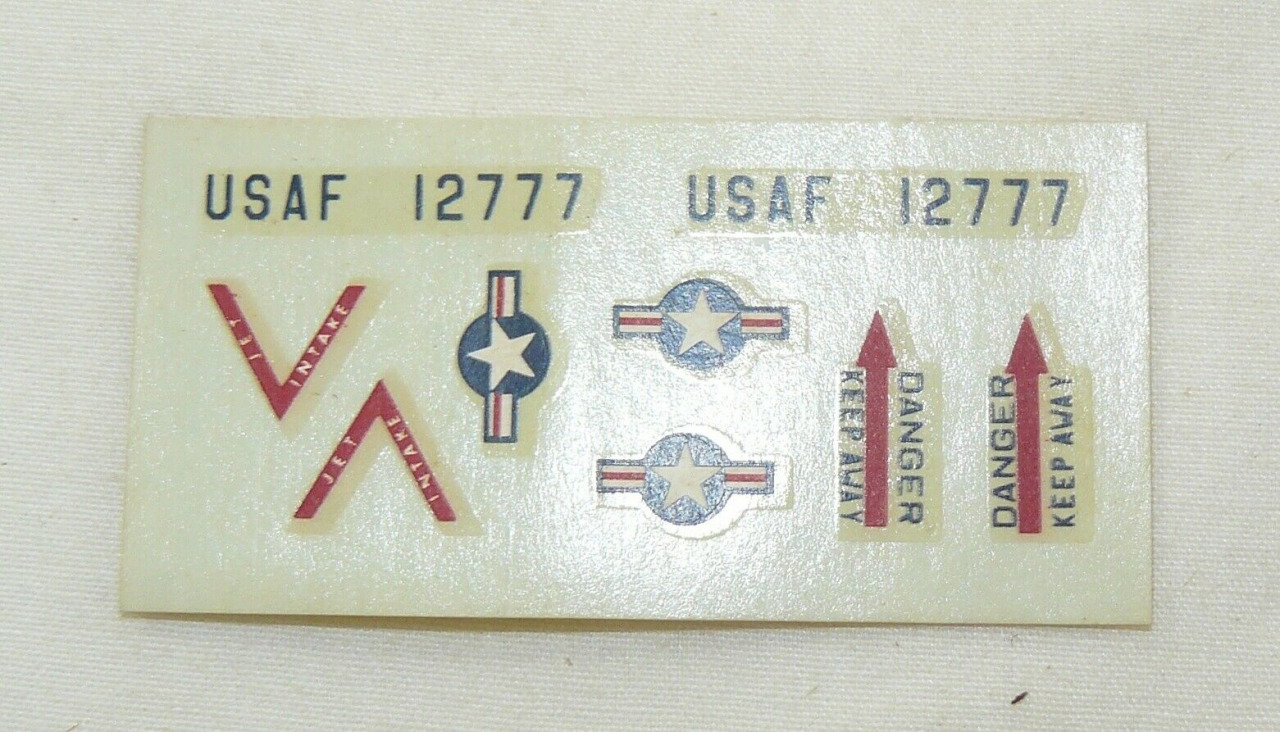 USAF 12777
USAF 12777
JET INTAKE
JET INTAKE
DANGER
KEEP AWAY
DANGER
KEEP AWAY